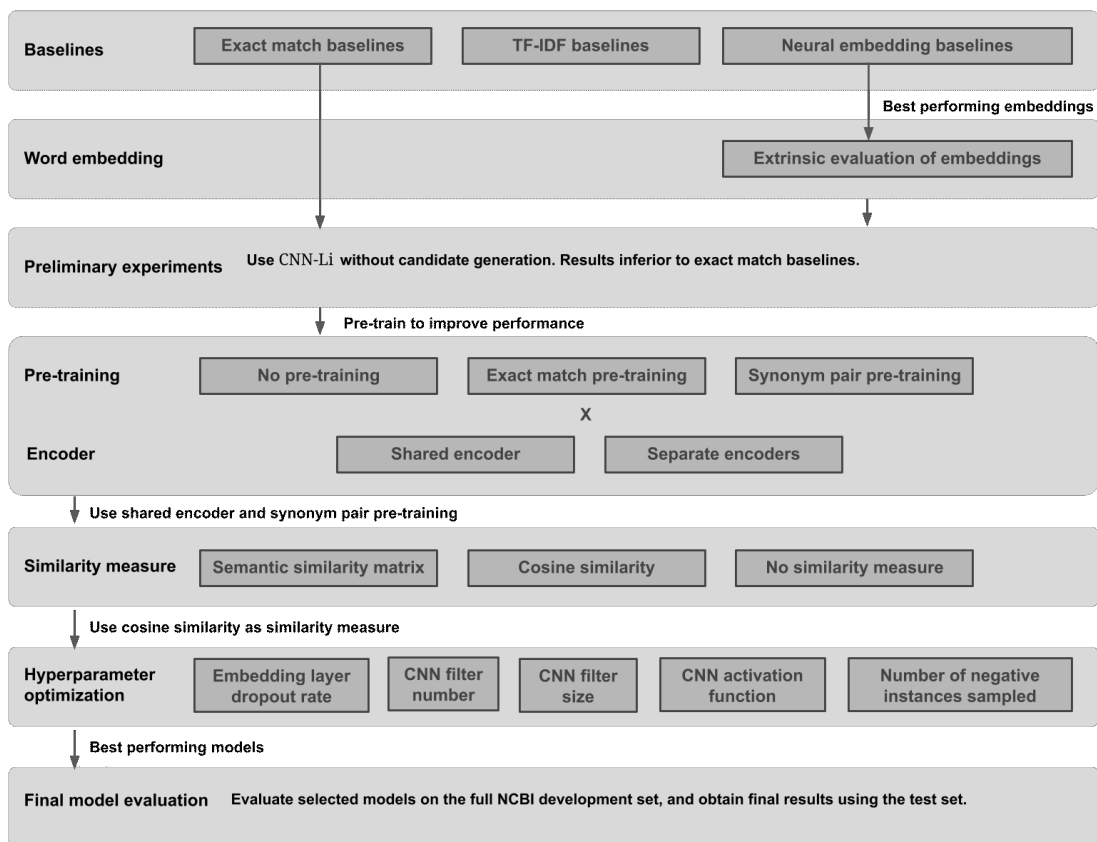 Baselines
Exact match baselines
TF-IDF baselines
Neural embedding baselines
Best performing embeddings
Word embedding
Extrinsic evaluation of embeddings
Preliminary experiments
Use CNN-Li without candidate generation. Results inferior to exact match baselines.
Pre-train to improve performance
Pre-training
No pre-training
Exact match pre-training
Synonym pair pre-training
X
Encoder
Shared encoder
Separate encoders
Use shared encoder and synonym pair pre-training
Similarity measure
Semantic similarity matrix
Cosine similarity
No similarity measure
Use cosine similarity as similarity measure
Hyperparameter
optimization
Embedding layer
dropout rate
CNN filter
number
CNN filter
size
CNN activation
function
Number of negative
instances sampled
Best performing models
Final model evaluation
Evaluate selected models on the full NCBI development set, and obtain final results using the test set.